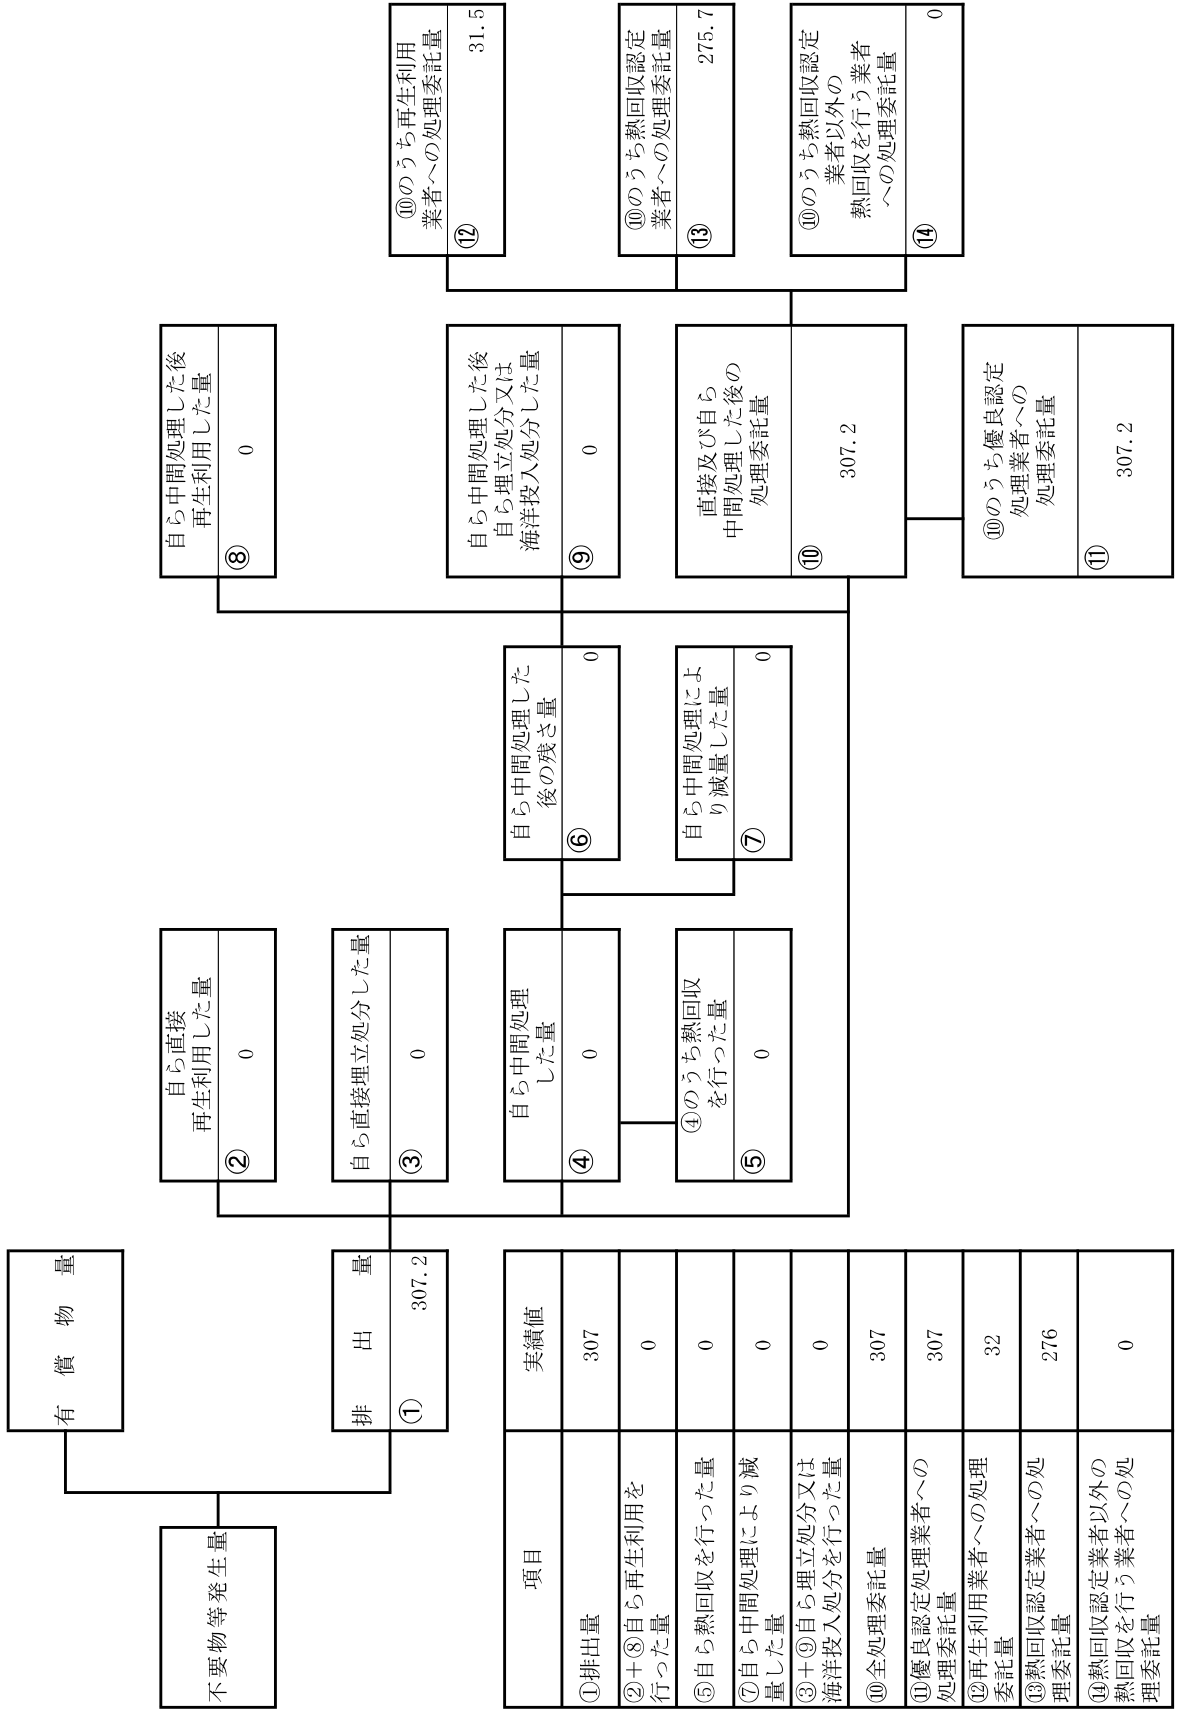 不要物等発生量
有 償 物 量
排 出 量
① 307.2
自ら直接
再生利用した量
② 0
自ら直接埋立処分した量
③ 0
自ら中間処理
した量
④ 0
④のうち熱回収
を行った量
⑤ 0
自ら中間処理した
後の残さ量
⑥ 0
自ら中間処理によ
り減量した量
⑦ 0
自ら中間処理した後
再生利用した量
⑧ 0
自ら中間処理した後
自ら埋立処分又は
海洋投入処分した量
⑨ 0
直接及び自ら
中間処理した後の
処理委託量
⑩ 307.2
⑩のうち優良認定
処理業者への
処理委託量
⑪ 307.2
⑩のうち再生利用
業者への処理委託量
⑫ 31.5
⑩のうち熱回収認定
業者への処理委託量
⑬ 275.7
⑩のうち熱回収認定
業者以外の
熱回収を行う業者
への処理委託量
⑭ 0
項目 実績値
①排出量 307
②+⑧自ら再生利用を
行った量 0
⑤自ら熱回収を行った量 0
⑦自ら中間処理により減
量した量 0
③+⑨自ら埋立処分又は
海洋投入処分を行った量 0
⑩全処理委託量 307
⑪優良認定処理業者への
処理委託量 307
⑫再生利用業者への処理
委託量 32
⑬熱回収認定業者への処
理委託量 276
⑭熱回収認定業者以外の
熱回収を行う業者への処
理委託量 0